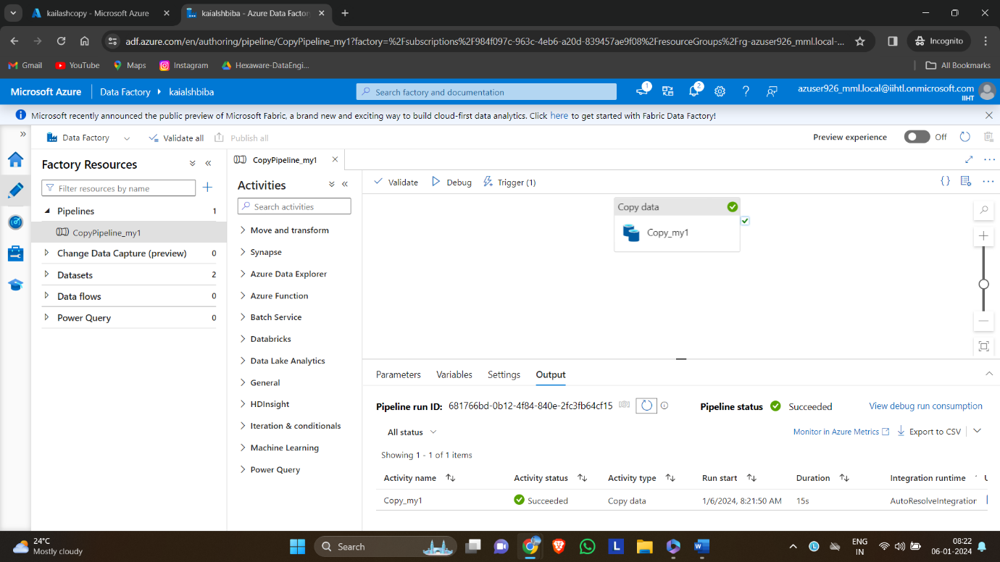 kailashcopy - Microsoft Azure
kaialshbiba - Azure Data Factor
adf.azure.com/en/authoring/pipeline/CopyPipeline_my1?factory=%2Fsubscriptions%2F984f097c-963c-4eb6-a20d-839457ae9f08%2FresourceGroups%2Frg-azuser926_mml.local-...
Incognito
Gmail
YouTube
Maps
Instagram
Hexaware-DataEngi...
All Bookmarks
Microsoft Azure
Data Factory
kaialshbiba
Search factory and documentation
1
2
azuser926_mml.local@iihtl.onmicrosoft.com
IIHT
Microsoft recently announced the public preview of Microsoft Fabric, a brand new and exciting way to build cloud-first data analytics. Click here to get started with Fabric Data Factory!
Data Factory
Validate all
Publish all
Preview experience
Off
Factory Resources
Filter resources by name
Pipelines 1
CopyPipeline_my1
Change Data Capture (preview) 0
Datasets 2
Data flows 0
Power Query 0
CopyPipeline_my1
Activities
Search activities
Move and transform
Synapse
Azure Data Explorer
Azure Function
Batch Service
Databricks
Data Lake Analytics
General
HDInsight
Iteration & conditionals
Machine Learning
Power Query
Validate
Debug
Trigger (1)
Copy data
Copy_my1
Parameters
Variables
Settings
Output
Pipeline run ID: 681766bd-0b12-4f84-840e-2fc3fb64cf15
Pipeline status
Succeeded
View debug run consumption
All status
Monitor in Azure Metrics
Export to CSV
Showing 1 - 1 of 1 items
Activity name
Activity status
Activity type
Run start
Duration
Integration runtime
Copy_my1
Succeeded
Copy data
1/6/2024, 8:21:50 AM
15s
AutoResolveIntegration
24°C
Mostly cloudy
Search
L
W
L
ENG
IN
08:22
06-01-2024